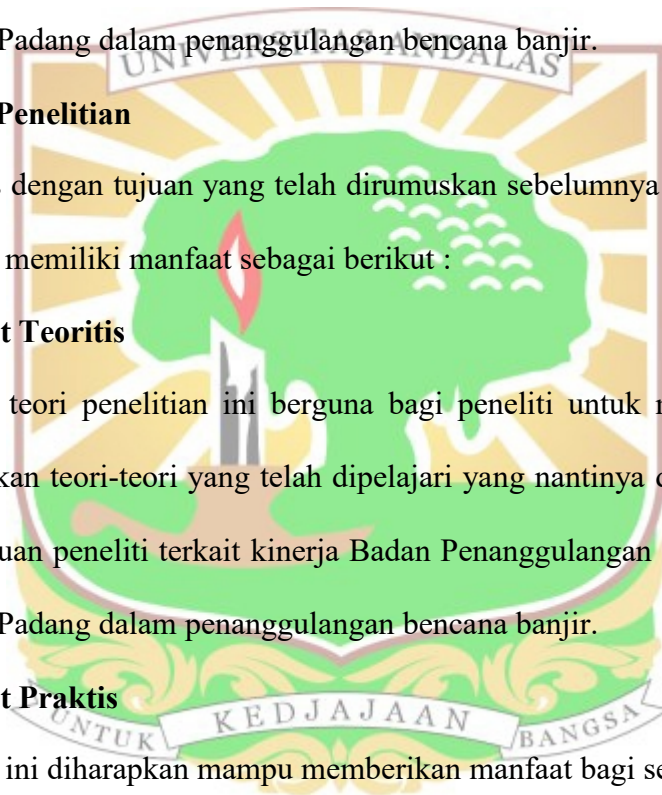 Padang dalam penanggulangan bencana banjir.
UNIVERSITAS ANDALAS
Penelitian
dengan tujuan yang telah dirumuskan sebelumnya
memiliki manfaat sebagai berikut :
t Teoritis
teori penelitian ini berguna bagi peneliti untuk
kan teori-teori yang telah dipelajari yang nantinya
uan peneliti terkait kinerja Badan Penanggulangan
Padang dalam penanggulangan bencana banjir.
t Praktis
UNTUK KEDJAJAAN BANGSA
ini diharapkan mampu memberikan manfaat bagi se